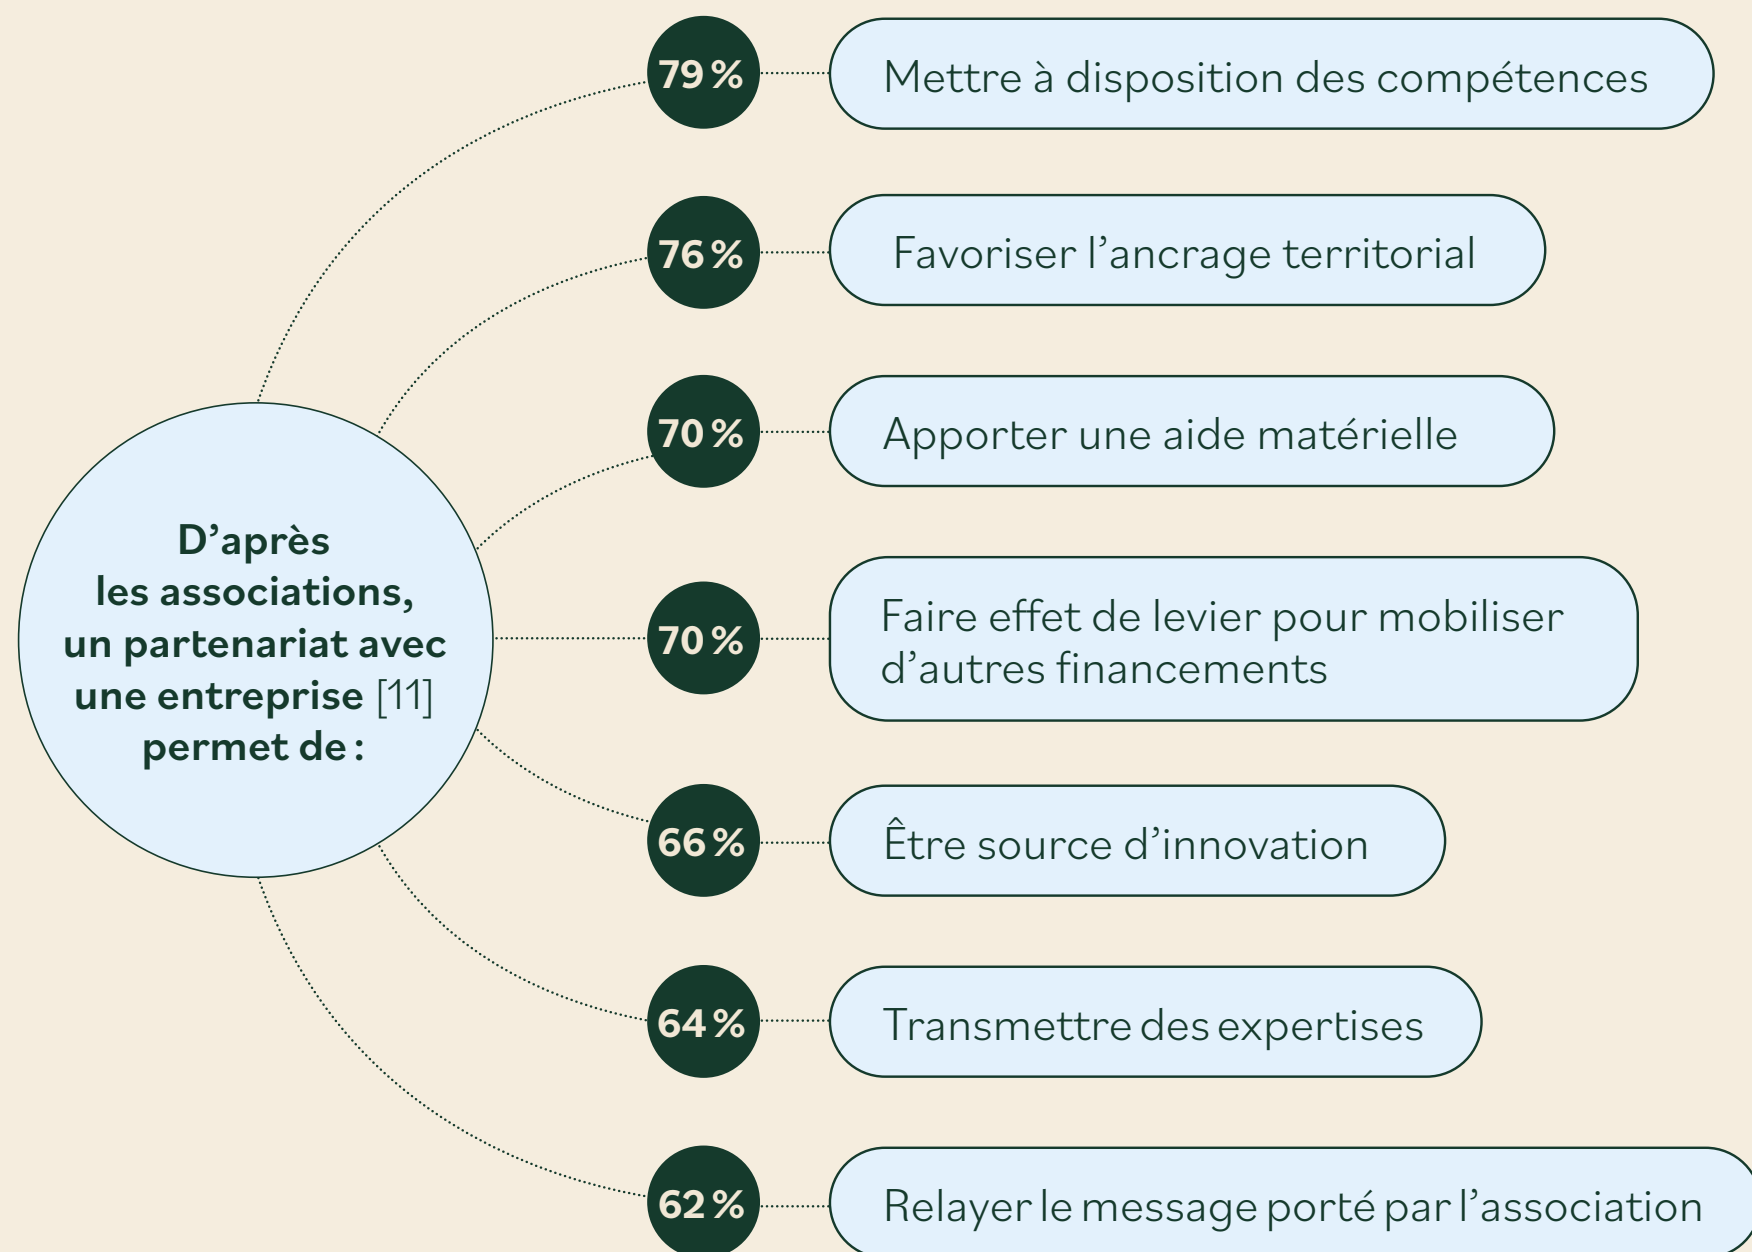 D’après
les associations,
un partenariat avec
une entreprise [11]
permet de :
79 %
Mettre à disposition des compétences
76 %
Favoriser l’ancrage territorial
70 %
Apporter une aide matérielle
70 %
Faire effet de levier pour mobiliser
d’autres financements
66 %
Être source d’innovation
64 %
Transmettre des expertises
62 %
Relayer le message porté par l’association